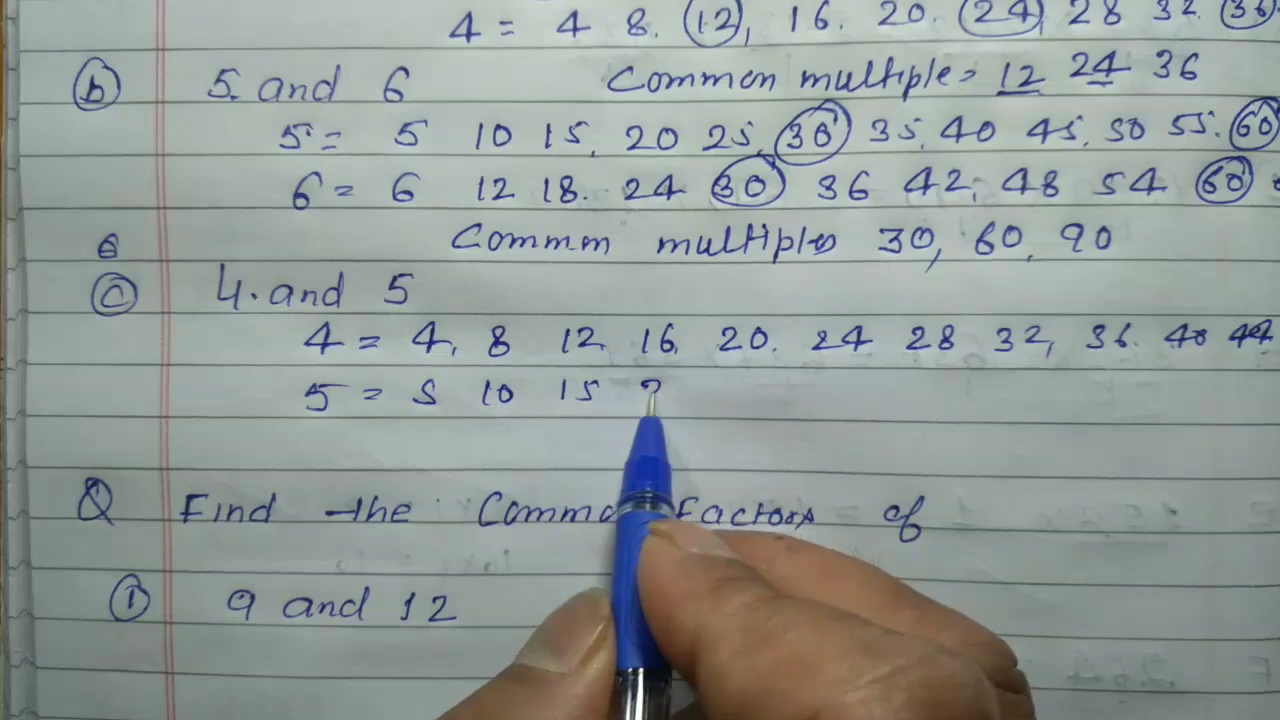 4 = 4 8. 12, 16. 20. 24, 28 32. 36
b 5. and 6 Common multiple = 12 24 36
5 = 5 10 15, 20 25, 30 35, 40 45, 50 55. 60
6 = 6 12 18. 24 30 36 42, 48 54 60
Common multiples 30, 60, 90
c 4. and 5
4 = 4, 8 12 16, 20. 24 28 32, 36. 40 44
5 = 5 10 15
Q Find the Commo Factors of
1 9 and 12